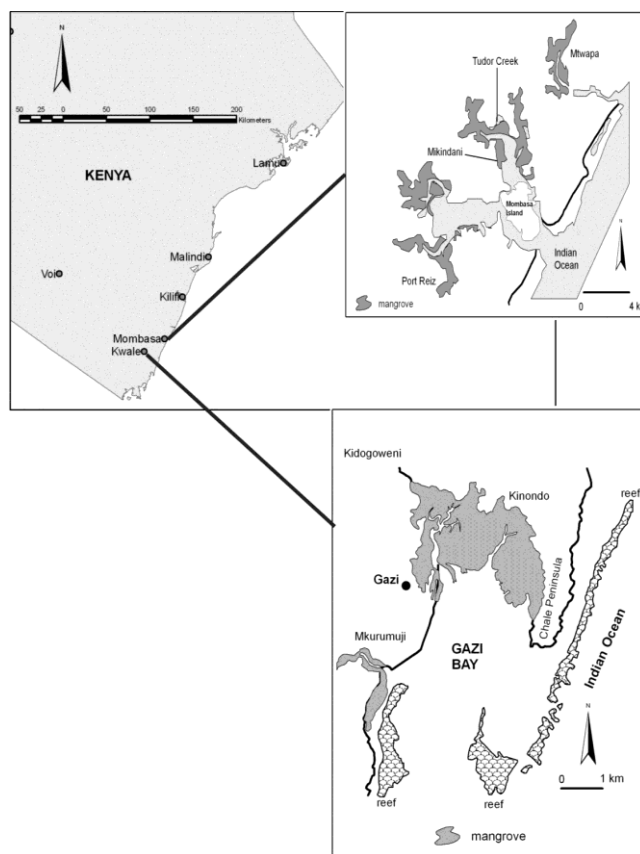 N
50 25 0 50 100 150 200
Kilometers
KENYA
Lamu
Malindi
Voi
Kilifi
Mombasa
Kwale
Mtwapa
Tudor Creek
Mikindani
Mombasa
Island
Port Reiz
Indian
Ocean
N
mangrove
0 4 k
Kidogoweni
Kinondo
reef
Gazi
Chale Peninsula
Mkurumuji
GAZI
BAY
Indian Ocean
N
0 1 km
reef
reef
mangrove